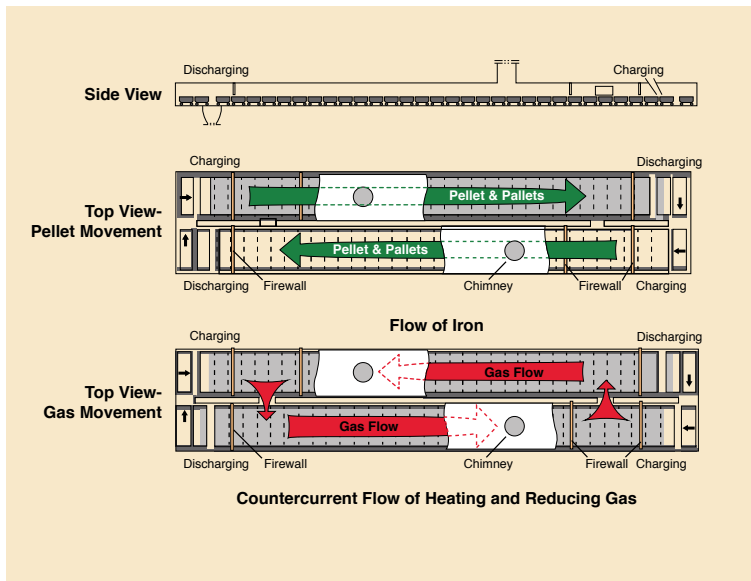 Discharging
Charging
Side View
Charging
Discharging
Pellet & Pallets
Top View-
Pellet Movement
Pellet & Pallets
Discharging
Firewall
Chimney
Firewall
Charging
Flow of Iron
Charging
Discharging
Gas Flow
Top View-
Gas Movement
Gas Flow
Discharging
Firewall
Chimney
Firewall
Charging
Countercurrent Flow of Heating and Reducing Gas